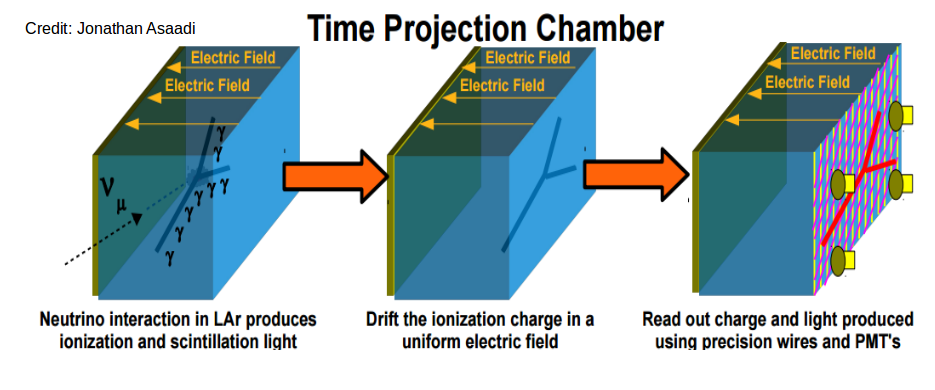 Credit: Jonathan Asaadi
Time Projection Chamber
Electric Field
Electric Field
γ
γ
γ γ γ
γ
γ
γ
γ
ν
μ
Neutrino interaction in LAr produces
ionization and scintillation light
Electric Field
Electric Field
Drift the ionization charge in a
uniform electric field
Electric Field
Electric Field
Read out charge and light produced
using precision wires and PMT's